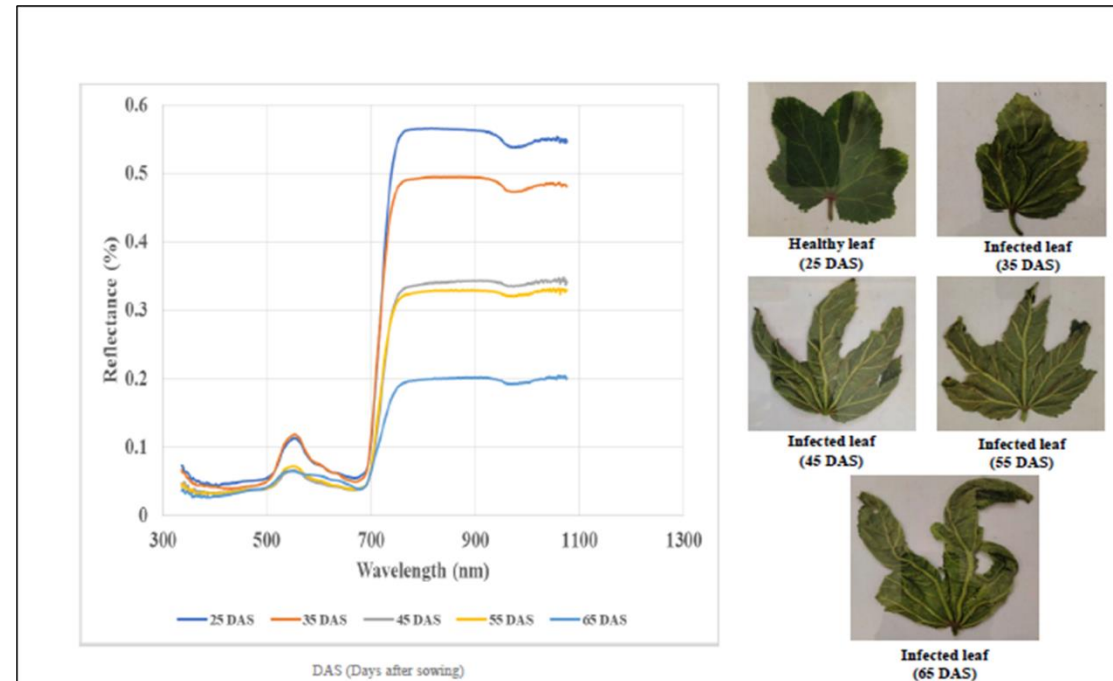 0.6
0.5
0.4
0.3
0.2
0.1
0
Reflectance (%)
300 500 700 900 1100 1300
Wavelength (nm)
25 DAS 35 DAS 45 DAS 55 DAS 65 DAS
DAS (Days after sowing)
Healthy leaf
(25 DAS)
Infected leaf
(35 DAS)
Infected leaf
(45 DAS)
Infected leaf
(55 DAS)
Infected leaf
(65 DAS)